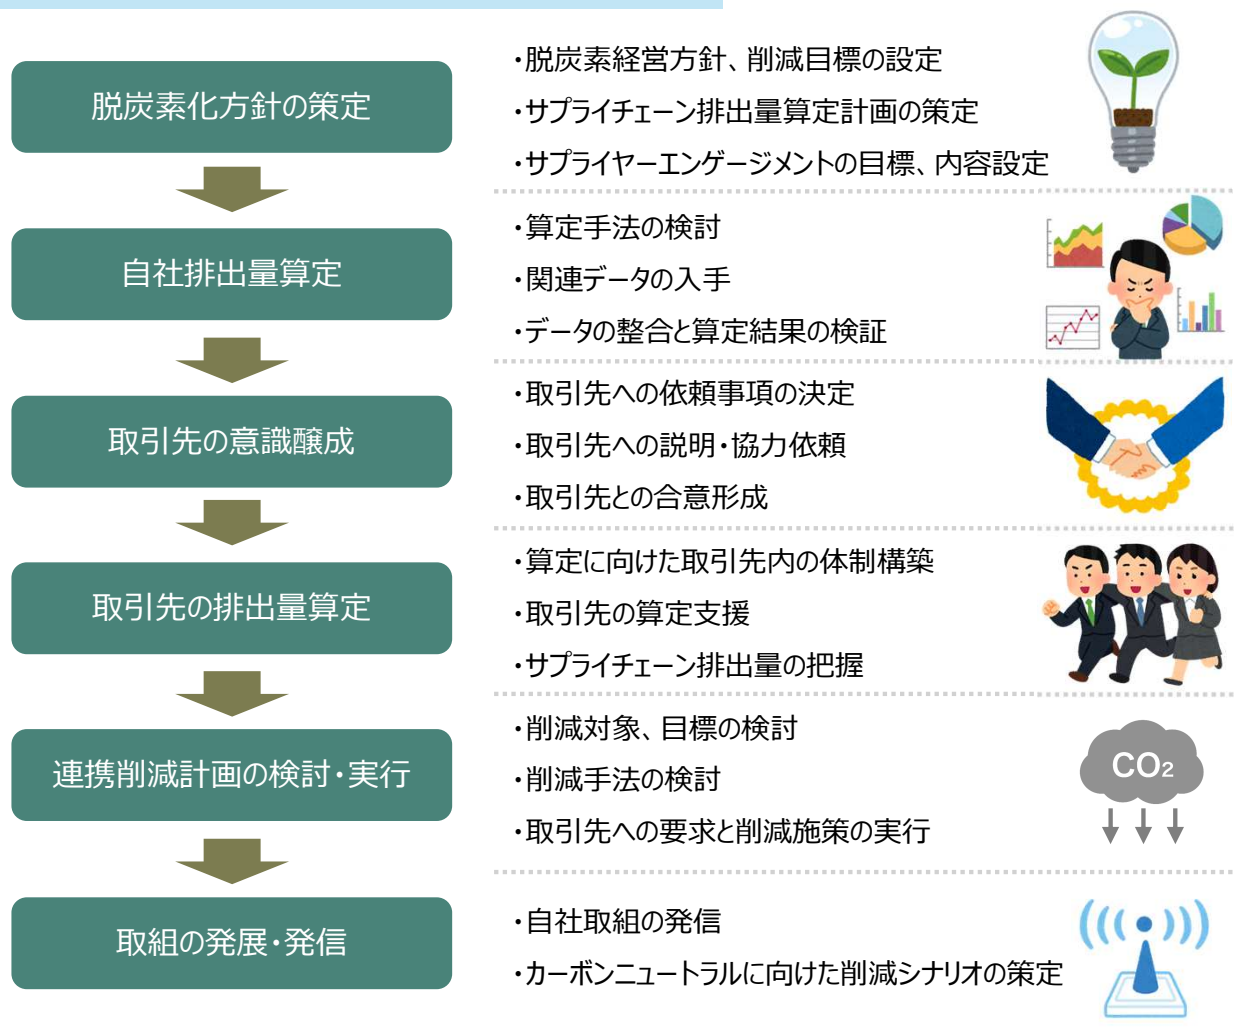 脱炭素化方針の策定
・脱炭素経営方針、削減目標の設定
・サプライチェーン排出量算定計画の策定
・サプライヤーエンゲージメントの目標、内容設定
自社排出量算定
・算定手法の検討
・関連データの入手
・データの整合と算定結果の検証
取引先の意識醸成
・取引先への依頼事項の決定
・取引先への説明・協力依頼
・取引先との合意形成
取引先の排出量算定
・算定に向けた取引先内の体制構築
・取引先の算定支援
・サプライチェーン排出量の把握
連携削減計画の検討・実行
・削減対象、目標の検討
・削減手法の検討
・取引先への要求と削減施策の実行
CO₂
取組の発展・発信
・自社取組の発信
・カーボンニュートラルに向けた削減シナリオの策定